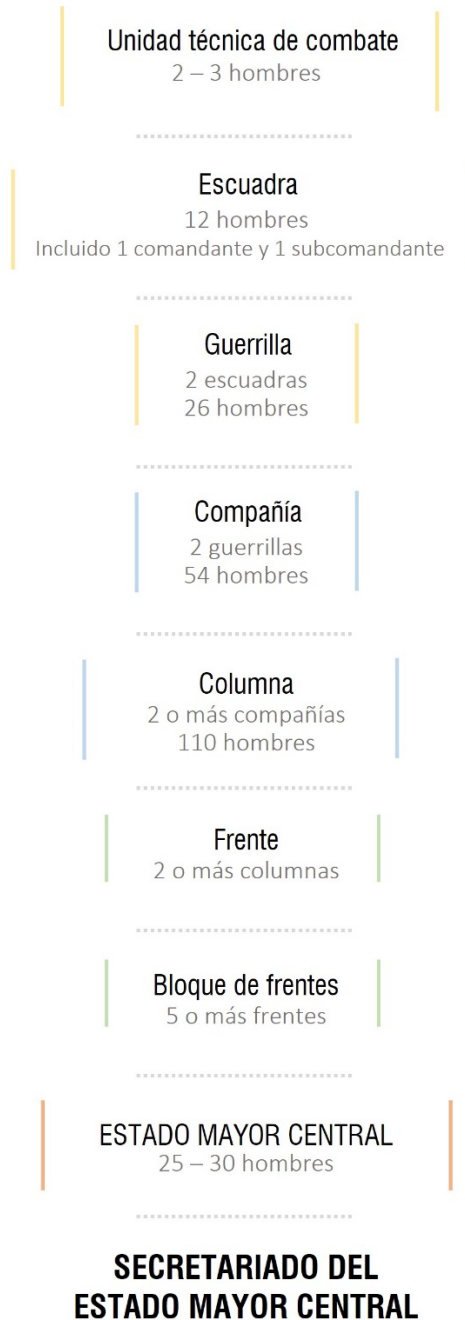 Unidad técnica de combate
2 – 3 hombres
Escuadra
12 hombres
Incluido 1 comandante y 1 subcomandante
Guerrilla
2 escuadras
26 hombres
Compañía
2 guerrillas
54 hombres
Columna
2 o más compañías
110 hombres
Frente
2 o más columnas
Bloque de frentes
5 o más frentes
ESTADO MAYOR CENTRAL
25 – 30 hombres
SECRETARIADO DEL
ESTADO MAYOR CENTRAL